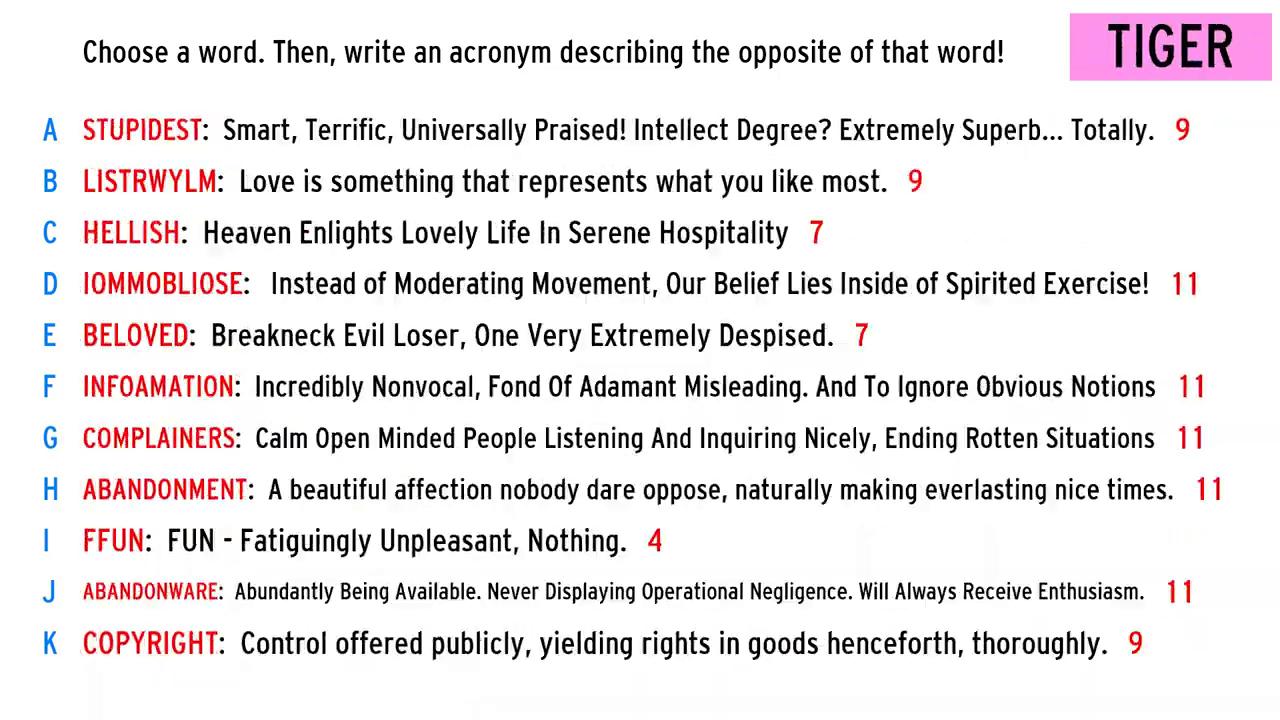 Choose a word. Then, write an acronym describing the opposite of that word!
TIGER
A STUPIDEST: Smart, Terrific, Universally Praised! Intellect Degree? Extremely Superb... Totally. 9
B LISTRWYLM: Love is something that represents what you like most. 9
C HELLISH: Heaven Enlights Lovely Life In Serene Hospitality 7
D IOMMOBLIOSE: Instead of Moderating Movement, Our Belief Lies Inside of Spirited Exercise! 11
E BELOVED: Breakneck Evil Loser, One Very Extremely Despised. 7
F INFOAMATION: Incredibly Nonvocal, Fond Of Adamant Misleading. And To Ignore Obvious Notions 11
G COMPLAINERS: Calm Open Minded People Listening And Inquiring Nicely, Ending Rotten Situations 11
H ABANDONMENT: A beautiful affection nobody dare oppose, naturally making everlasting nice times. 11
I FFUN: FUN - Fatiguingly Unpleasant, Nothing. 4
J ABANDONWARE: Abundantly Being Available. Never Displaying Operational Negligence. Will Always Receive Enthusiasm. 11
K COPYRIGHT: Control offered publicly, yielding rights in goods henceforth, thoroughly. 9